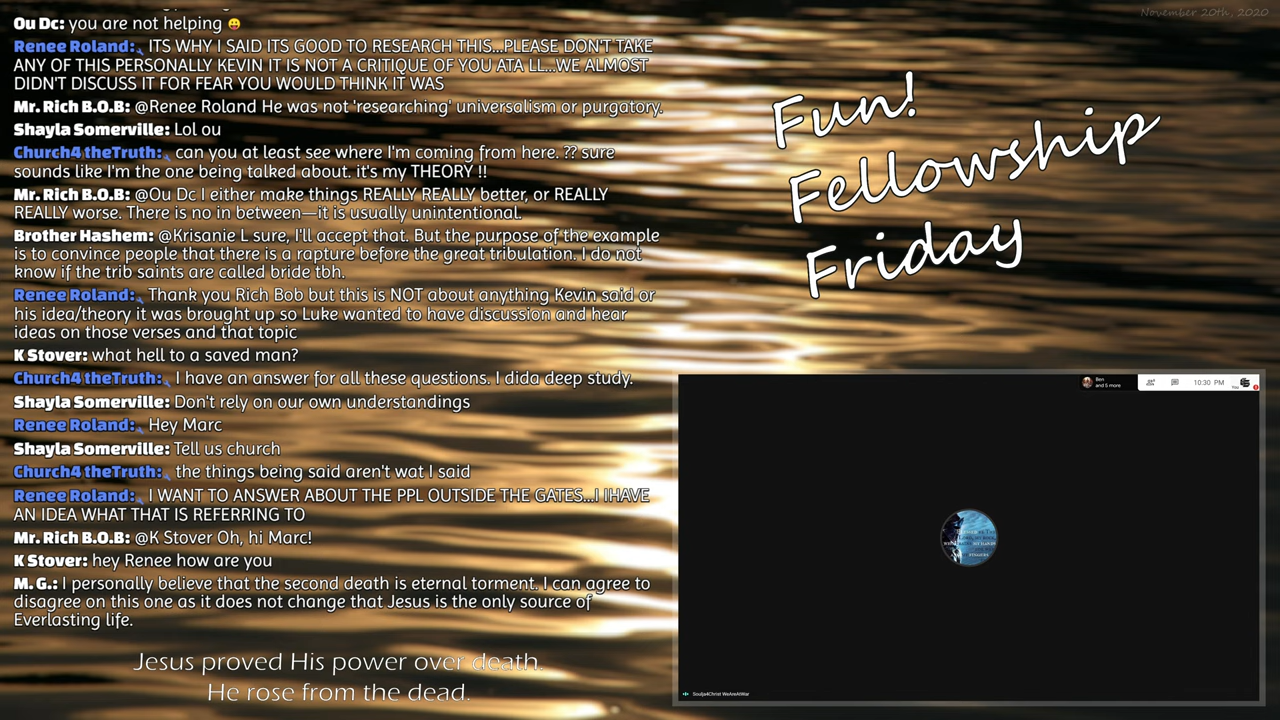 November 20th, 2020
Ou Dc: you are not helping 😛
Renee Roland: ITS WHY I SAID ITS GOOD TO RESEARCH THIS...PLEASE DON'T TAKE
ANY OF THIS PERSONALLY KEVIN IT IS NOT A CRITIQUE OF YOU ATA LL...WE ALMOST
DIDN'T DISCUSS IT FOR FEAR YOU WOULD THINK IT WAS
Mr. Rich B.O.B: @Renee Roland He was not 'researching' universalism or purgatory.
Shayla Somerville: Lol ou
Church4 theTruth: can you at least see where I'm coming from here. ?? sure
sounds like I'm the one being talked about. it's my THEORY !!
Mr. Rich B.O.B: @Ou Dc I either make things REALLY REALLY better, or REALLY
REALLY worse. There is no in between—it is usually unintentional.
Brother Hashem: @Krisanie L sure, I'll accept that. But the purpose of the example
is to convince people that there is a rapture before the great tribulation. I do not
know if the trib saints are called bride tbh.
Renee Roland: Thank you Rich Bob but this is NOT about anything Kevin said or
his idea/theory it was brought up so Luke wanted to have discussion and hear
ideas on those verses and that topic
K Stover: what hell to a saved man?
Church4 theTruth: I have an answer for all these questions. I dida deep study.
Shayla Somerville: Don't rely on our own understandings
Renee Roland: Hey Marc
Shayla Somerville: Tell us church
Church4 theTruth: the things being said aren't wat I said
Renee Roland: I WANT TO ANSWER ABOUT THE PPL OUTSIDE THE GATES...I IHAVE
AN IDEA WHAT THAT IS REFERRING TO
Mr. Rich B.O.B: @K Stover Oh, hi Marc!
K Stover: hey Renee how are you
M. G.: I personally believe that the second death is eternal torment. I can agree to
disagree on this one as it does not change that Jesus is the only source of
Everlasting life.
Jesus proved His power over death.
He rose from the dead.
Fun!
Fellowship
Friday
Ben
and 5 more
10:30 PM
You
Soulja4Christ WeAreAtWar